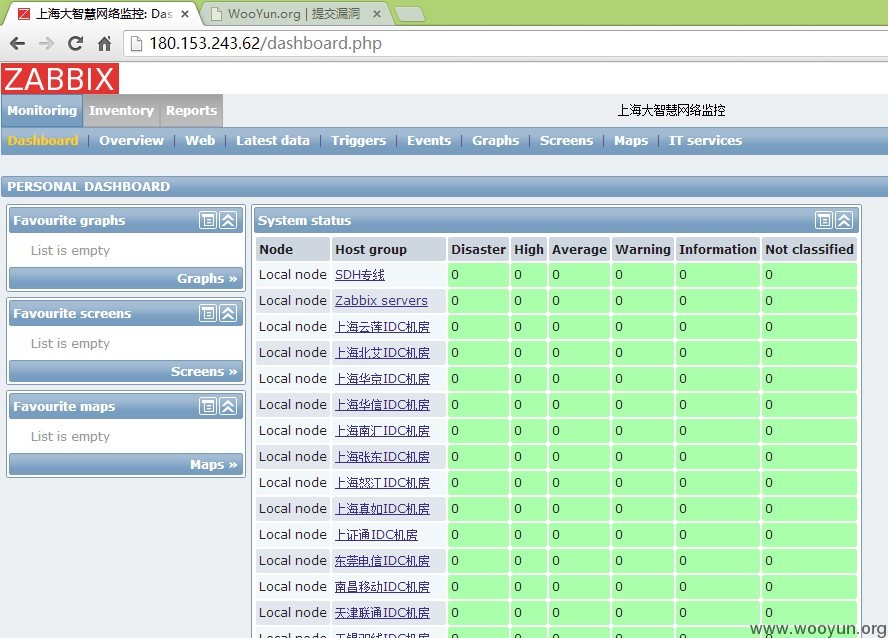 上海大智慧网络监控: Das
WooYun.org | 提交漏洞
180.153.243.62/dashboard.php
ZABBIX
Monitoring Inventory Reports 上海大智慧网络监控
Dashboard | Overview | Web | Latest data | Triggers | Events | Graphs | Screens | Maps | IT services
PERSONAL DASHBOARD
Favourite graphs
List is empty
Graphs »
Favourite screens
List is empty
Screens »
Favourite maps
List is empty
Maps »
System status
Node Host group Disaster High Average Warning Information Not classified
Local node SDH专线 0 0 0 0 0 0
Local node Zabbix servers 0 0 0 0 0 0
Local node 上海云莲IDC机房 0 0 0 0 0 0
Local node 上海北艾IDC机房 0 0 0 0 0 0
Local node 上海华京IDC机房 0 0 0 0 0 0
Local node 上海华信IDC机房 0 0 0 0 0 0
Local node 上海南汇IDC机房 0 0 0 0 0 0
Local node 上海张东IDC机房 0 0 0 0 0 0
Local node 上海怒江IDC机房 0 0 0 0 0 0
Local node 上海真如IDC机房 0 0 0 0 0 0
Local node 上证通IDC机房 0 0 0 0 0 0
Local node 东莞电信IDC机房 0 0 0 0 0 0
Local node 南昌移动IDC机房 0 0 0 0 0 0
Local node 天津联通IDC机房 0 0 0 0 0 0
Local node 无锡双线IDC机房 0 0 0 0 0 0
www.wooyun.org